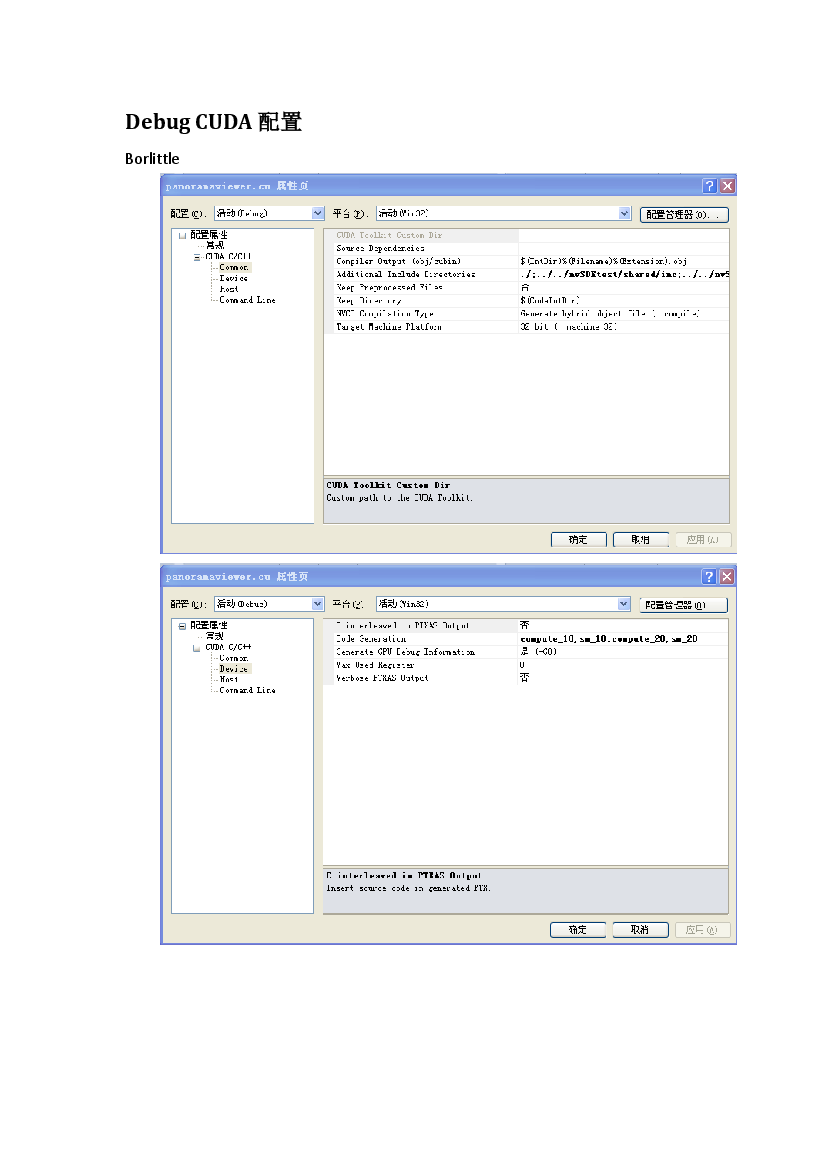 Debug CUDA 配置
Borlittle
panoramaviewer.cu 属性页
配置(C): 活动(Debug) 平台(P): 活动(Win32) 配置管理器(O)...
配置属性
常规
CUDA C/C++
Common
Device
Host
Command Line
CUDA Toolkit Custom Dir
Source Dependencies
Compiler Output (obj/cubin) $(IntDir)%(Filename)%(Extension).obj
Additional Include Directories ./;../../nvSDKtest/shared/inc;../../nvS
Keep Preprocessed Files 否
Keep Directory $(CudaIntDir)
NVCC Compilation Type Generate hybrid object file (--compile)
Target Machine Platform 32-bit (--machine 32)
CUDA Toolkit Custom Dir
Custom path to the CUDA Toolkit.
确定 取消 应用(A)
panoramaviewer.cu 属性页
配置(C): 活动(Debug) 平台(P): 活动(Win32) 配置管理器(O)
配置属性
常规
CUDA C/C++
Common
Device
Host
Command Line
C interleaved in PTXAS Output 否
Code Generation compute_10,sm_10;compute_20,sm_20
Generate GPU Debug Information 是 (-G0)
Max Used Register 0
Verbose PTXAS Output 否
C interleaved in PTXAS Output
Insert source code in generated PTX.
确定 取消 应用(A)